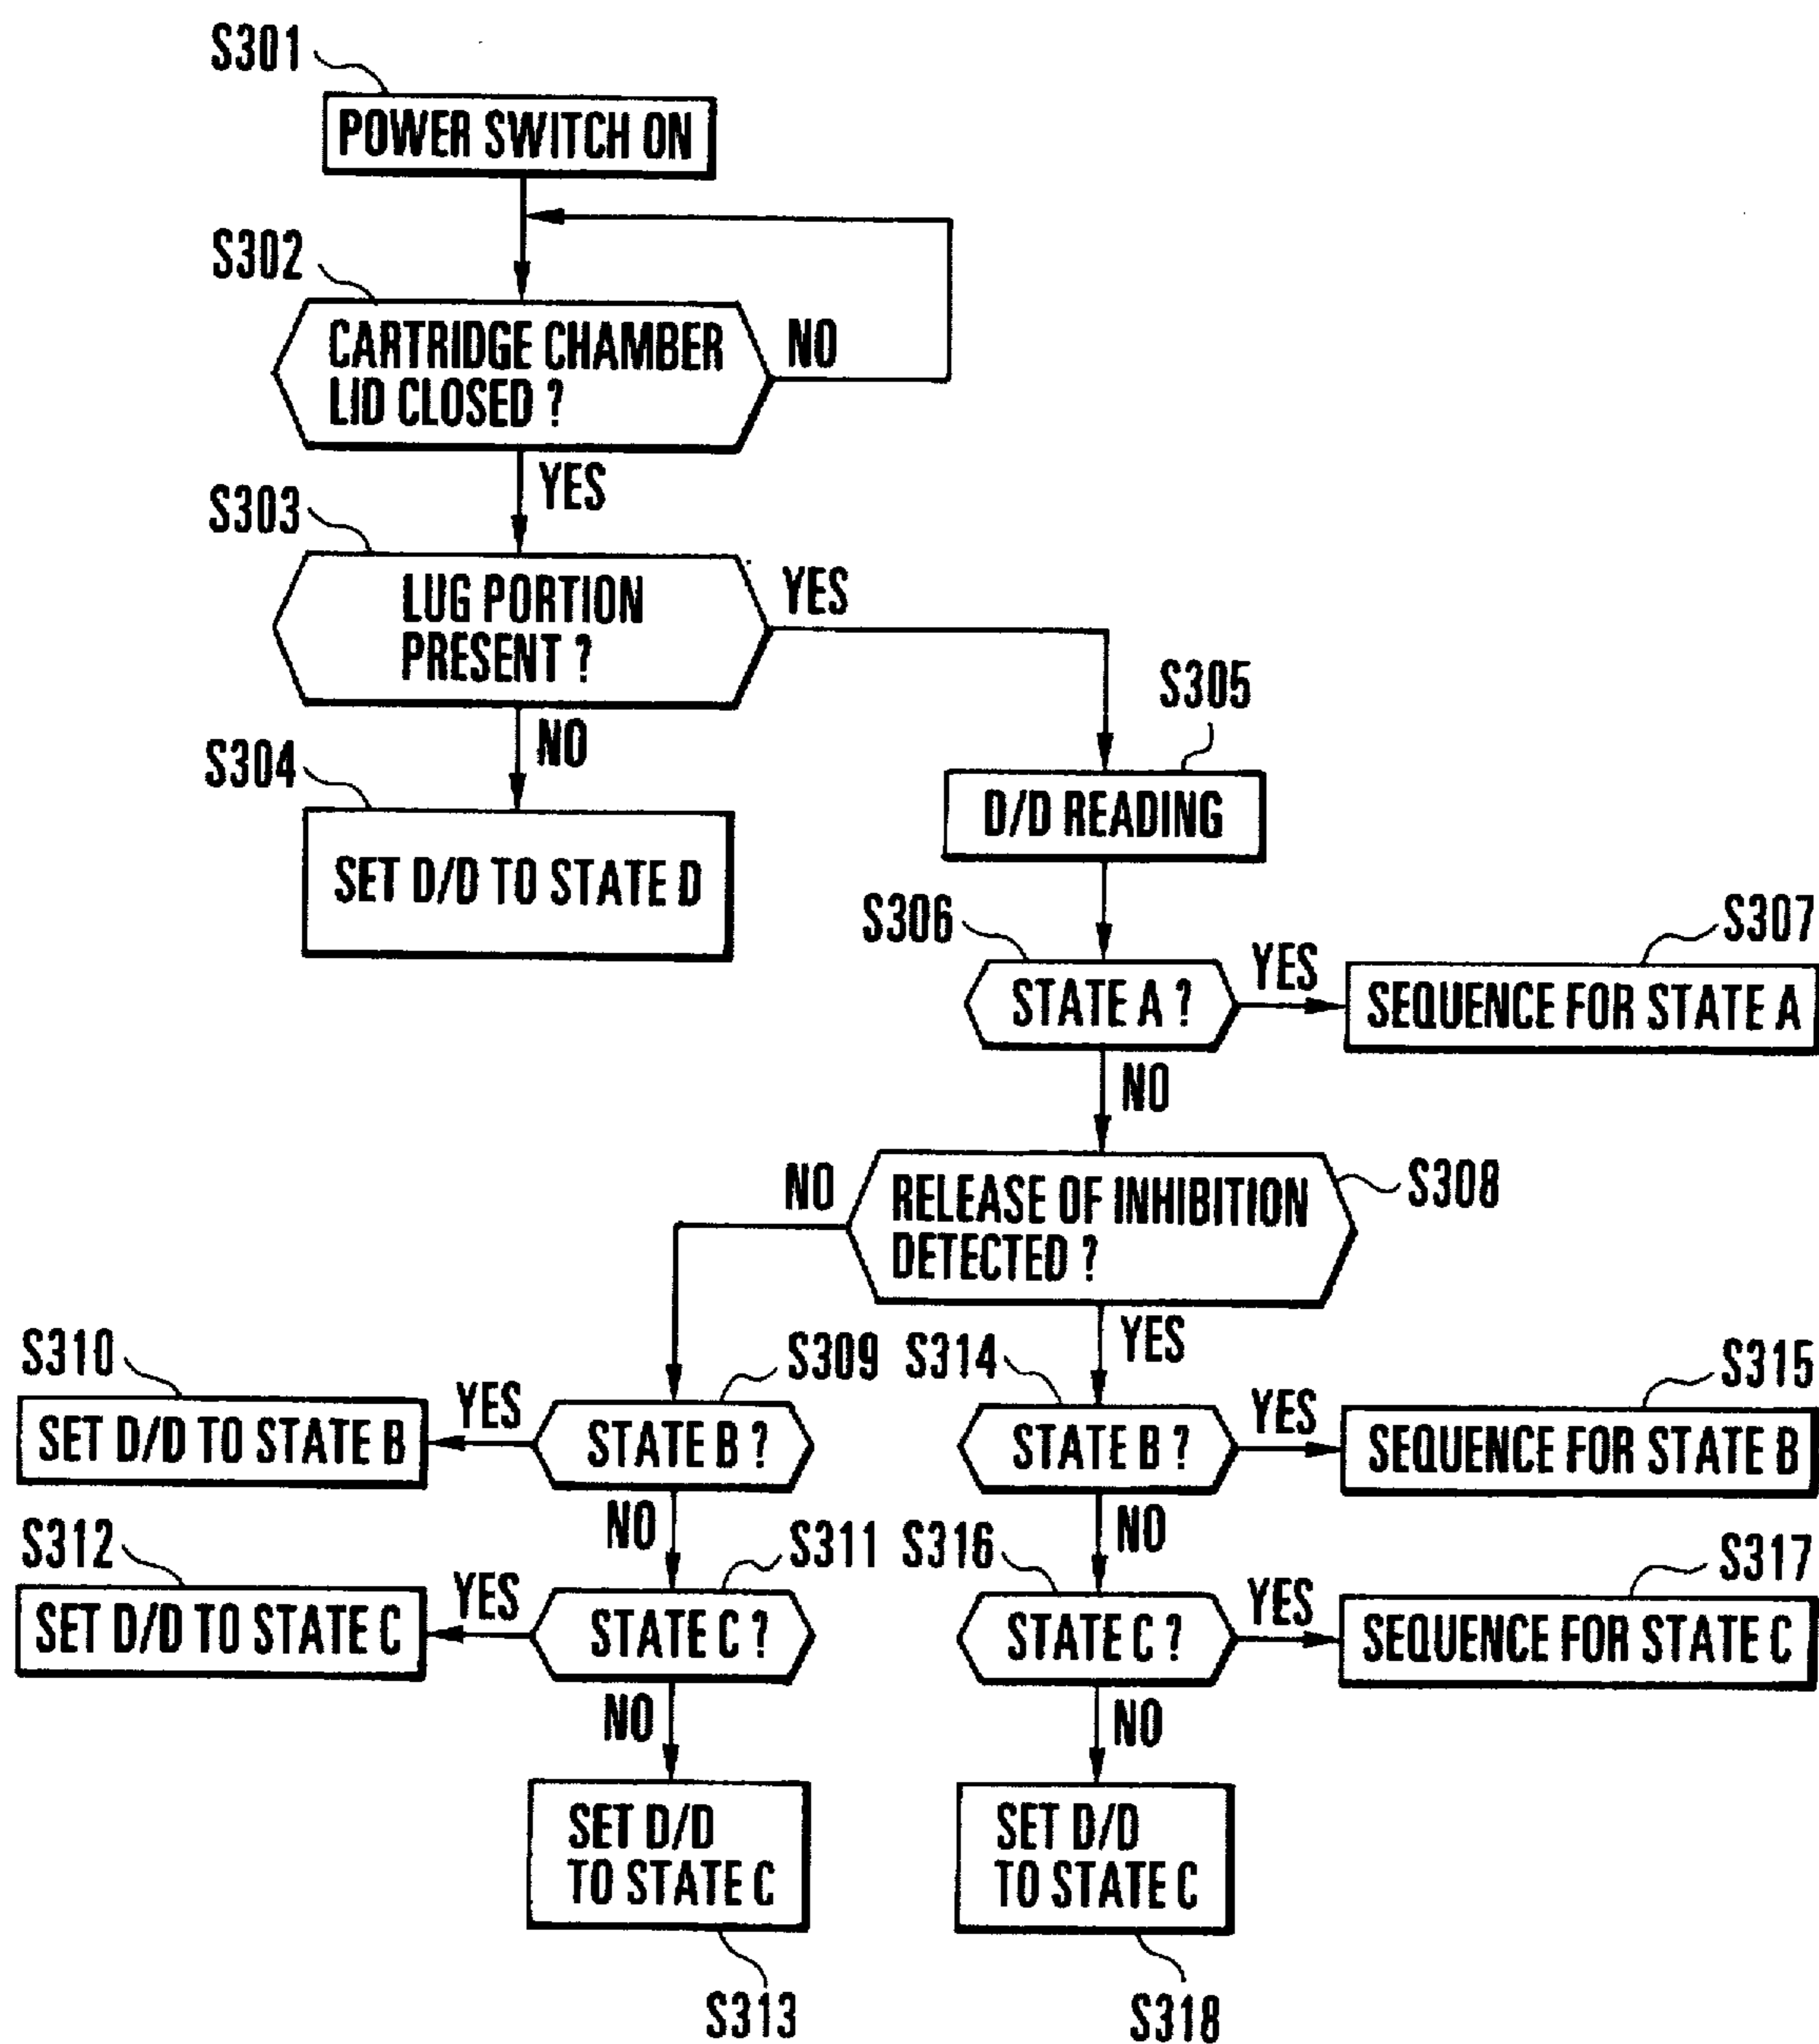 S301
POWER SWITCH ON
S302
CARTRIDGE CHAMBER
LID CLOSED ?
NO
YES
S303
LUG PORTION
PRESENT ?
YES
NO
S304
SET D/D TO STATE D
S305
D/D READING
S306
STATE A ?
YES
S307
SEQUENCE FOR STATE A
NO
S308
RELEASE OF INHIBITION
DETECTED ?
NO
YES
S309
STATE B ?
YES
S310
SET D/D TO STATE B
NO
S311
STATE C ?
YES
S312
SET D/D TO STATE C
NO
SET D/D
TO STATE C
S313
S314
STATE B ?
YES
S315
SEQUENCE FOR STATE B
NO
S316
STATE C ?
YES
S317
SEQUENCE FOR STATE C
NO
SET D/D
TO STATE C
S318